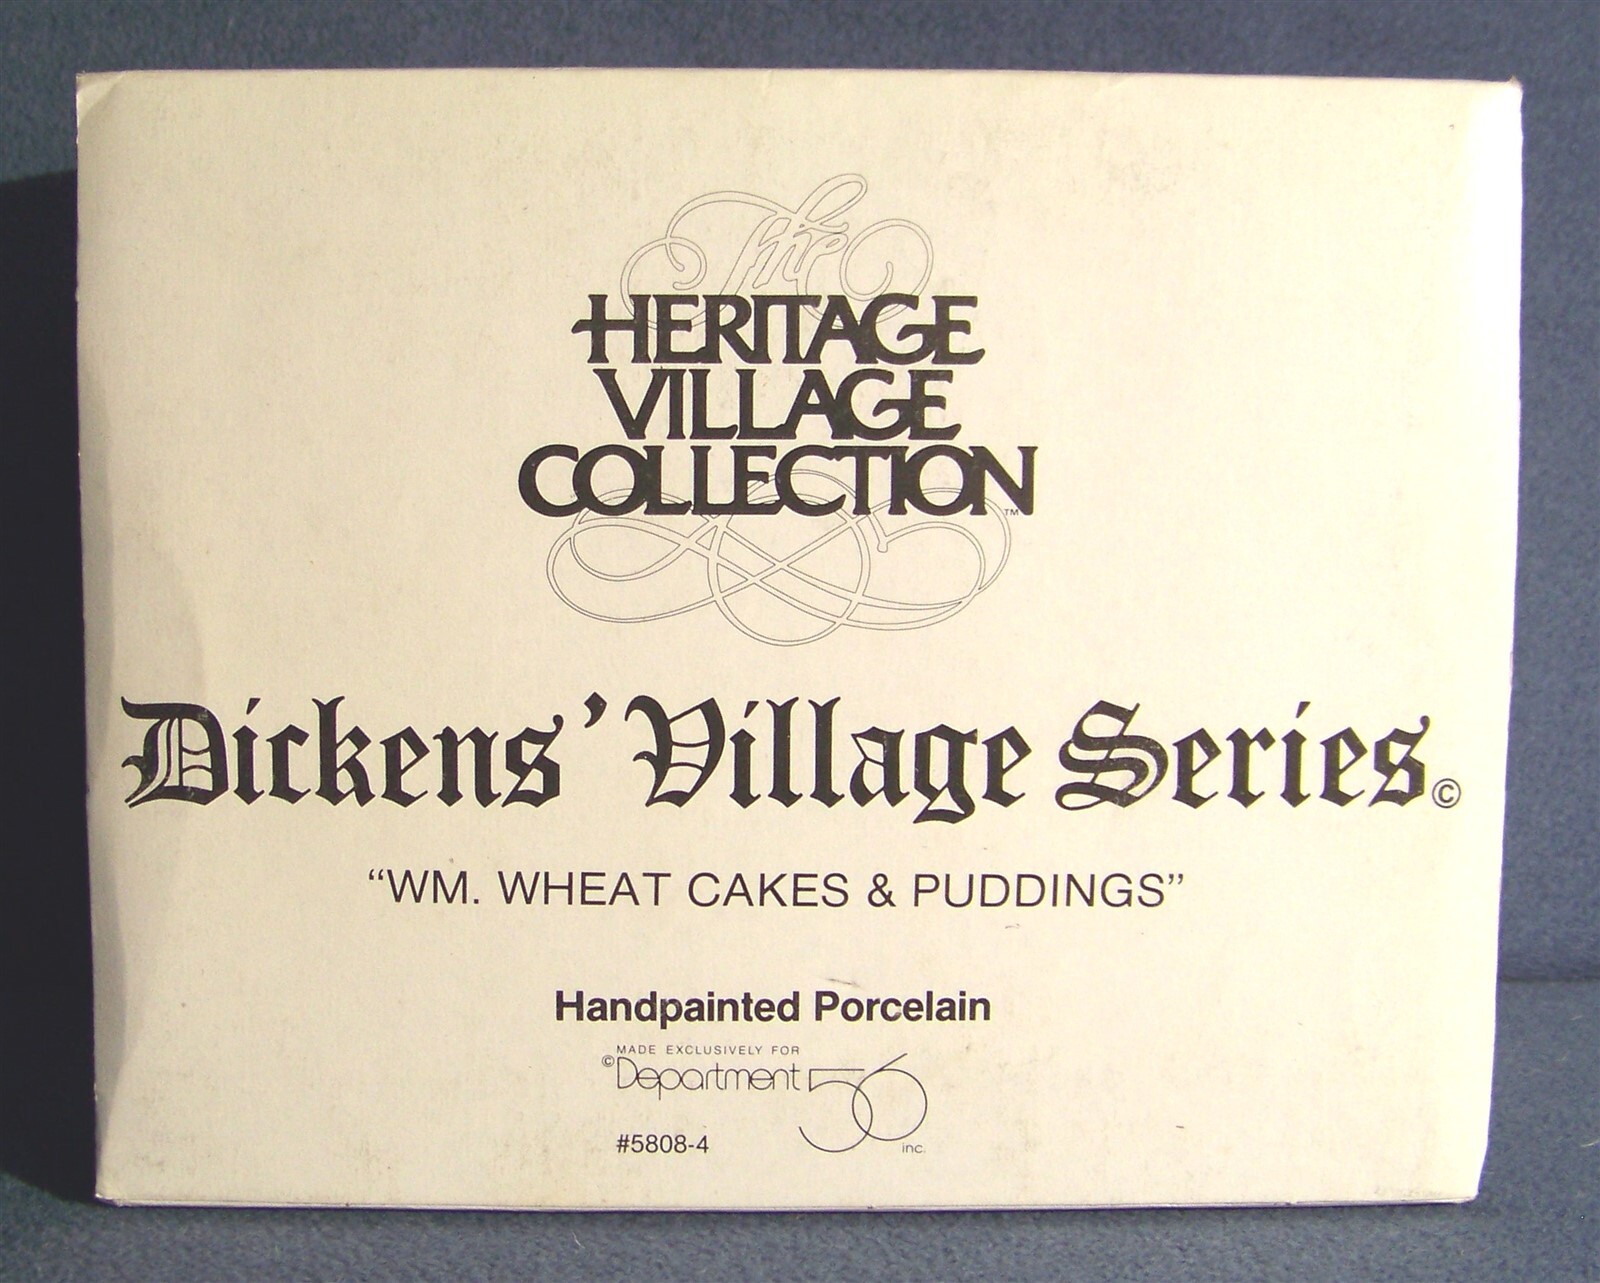 The
HERITAGE
VILLAGE
COLLECTION™
Dickens' Village Series©
“WM. WHEAT CAKES & PUDDINGS”
Handpainted Porcelain
MADE EXCLUSIVELY FOR
©Department 56 inc.
#5808-4